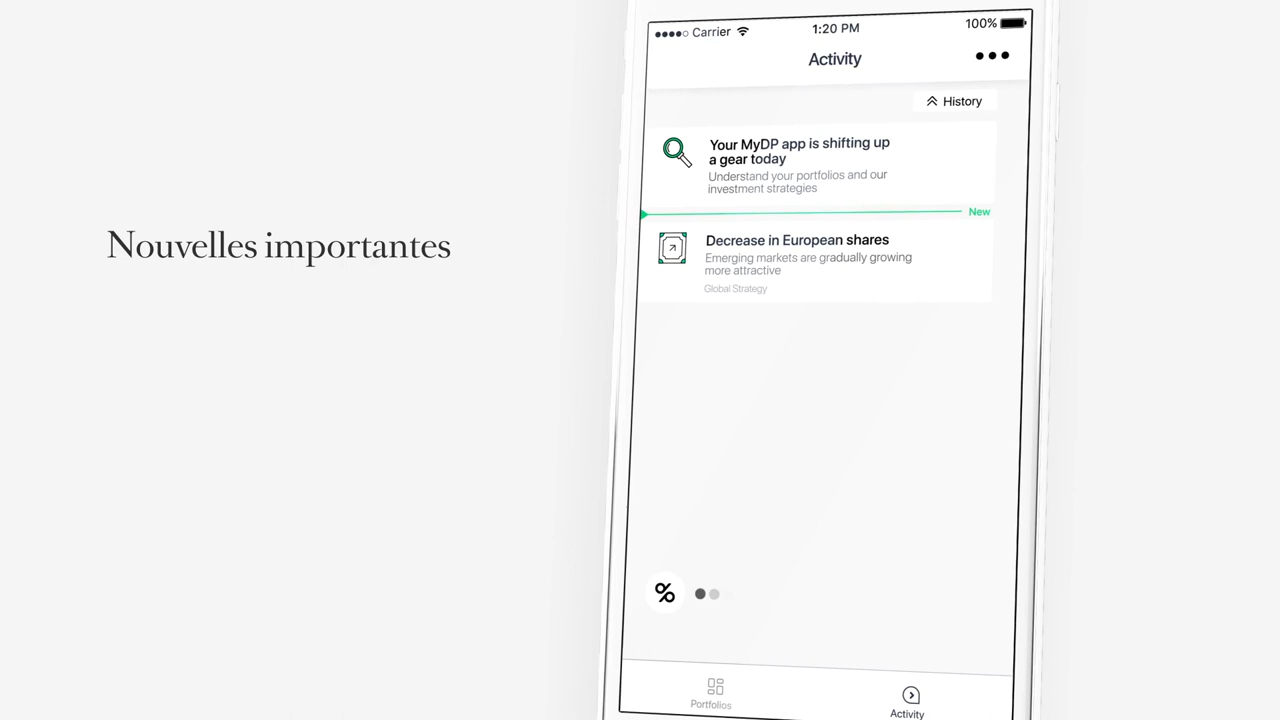 Nouvelles importantes
Carrier
1:20 PM
100%
Activity
History
Your MyDP app is shifting up
a gear today
Understand your portfolios and our
investment strategies
New
Decrease in European shares
Emerging markets are gradually growing
more attractive
Global Strategy
%
Portfolios
Activity